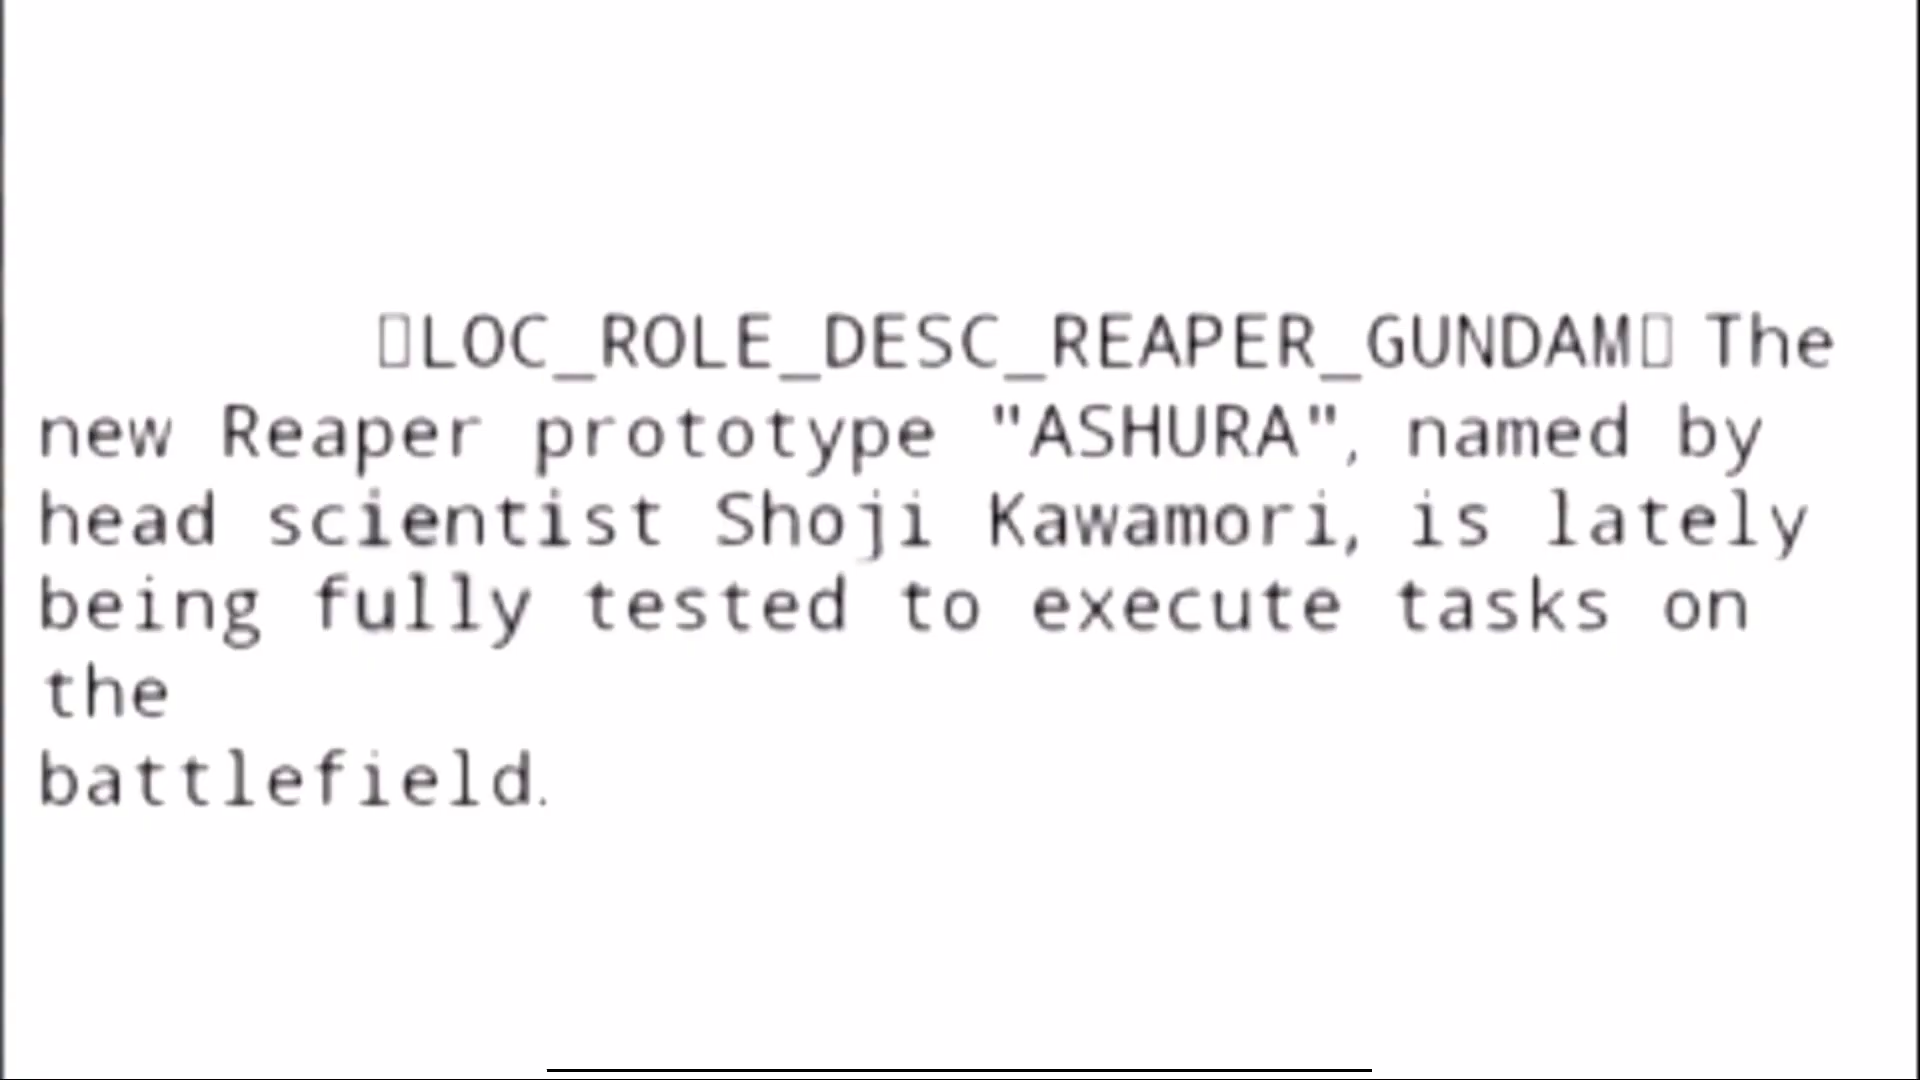 ▯LOC_ROLE_DESC_REAPER_GUNDAM▯ The
new Reaper prototype "ASHURA", named by
head scientist Shoji Kawamori, is lately
being fully tested to execute tasks on
the
battlefield.